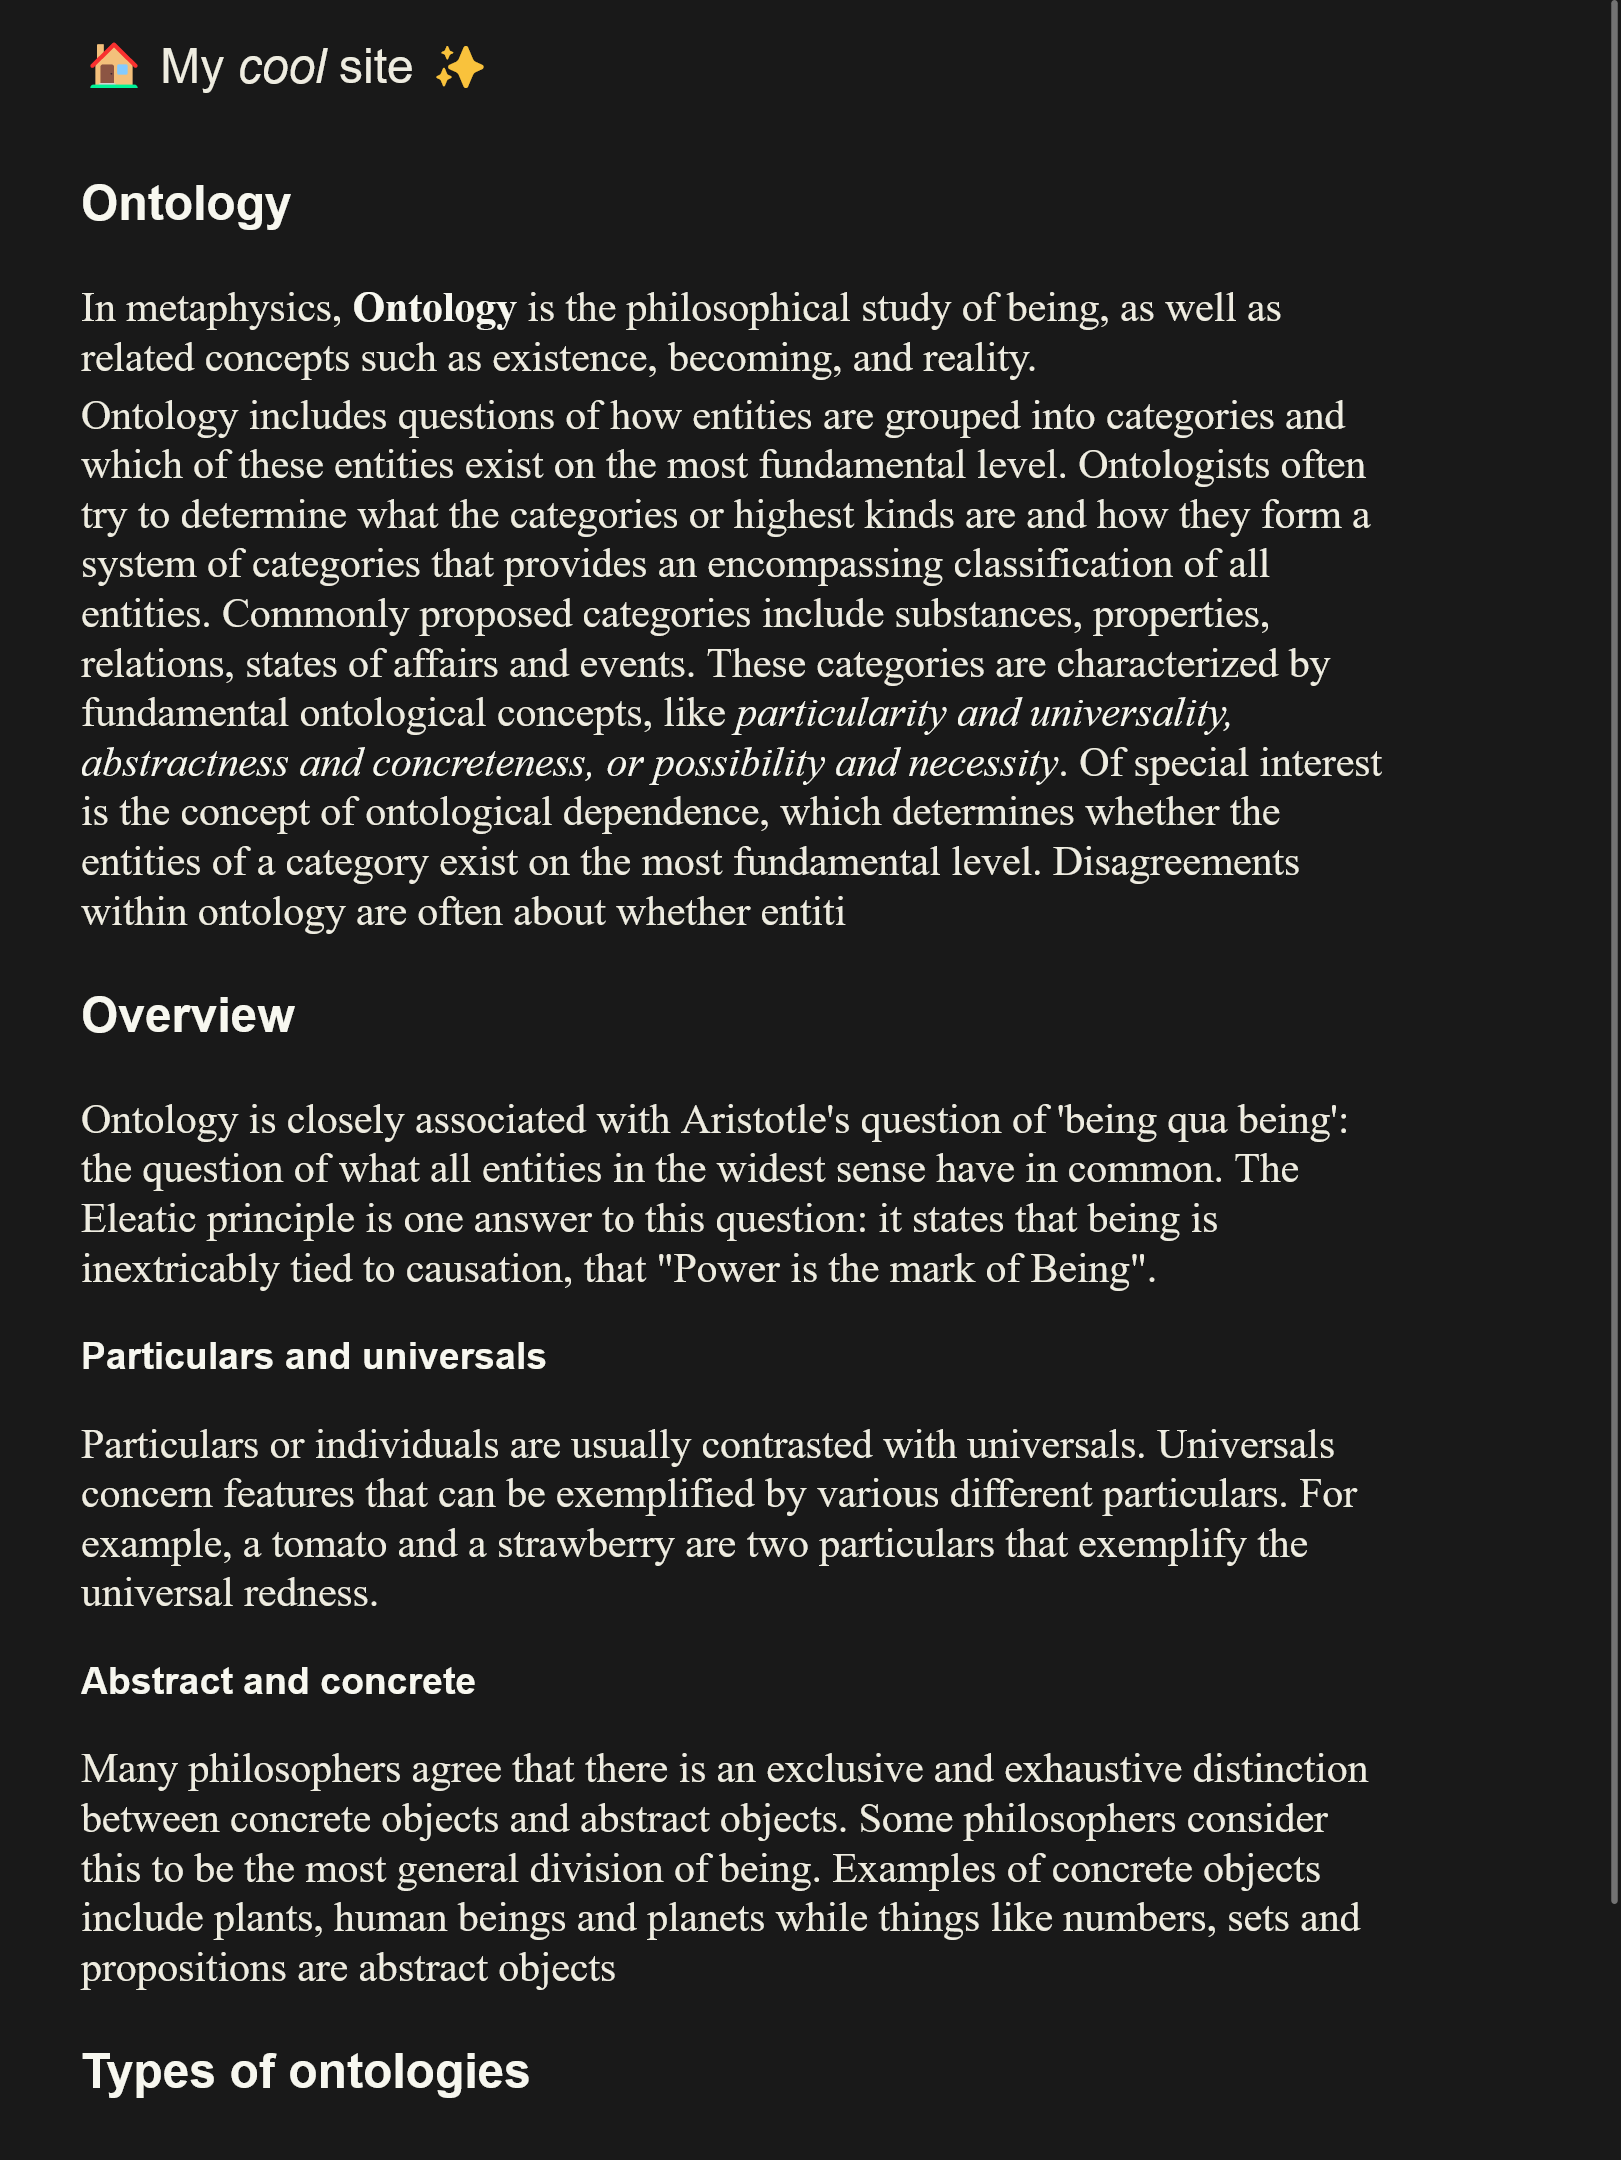 🏠 My cool site ✨
Ontology
In metaphysics, Ontology is the philosophical study of being, as well as
related concepts such as existence, becoming, and reality.
Ontology includes questions of how entities are grouped into categories and
which of these entities exist on the most fundamental level. Ontologists often
try to determine what the categories or highest kinds are and how they form a
system of categories that provides an encompassing classification of all
entities. Commonly proposed categories include substances, properties,
relations, states of affairs and events. These categories are characterized by
fundamental ontological concepts, like particularity and universality,
abstractness and concreteness, or possibility and necessity. Of special interest
is the concept of ontological dependence, which determines whether the
entities of a category exist on the most fundamental level. Disagreements
within ontology are often about whether entiti
Overview
Ontology is closely associated with Aristotle's question of 'being qua being':
the question of what all entities in the widest sense have in common. The
Eleatic principle is one answer to this question: it states that being is
inextricably tied to causation, that "Power is the mark of Being".
Particulars and universals
Particulars or individuals are usually contrasted with universals. Universals
concern features that can be exemplified by various different particulars. For
example, a tomato and a strawberry are two particulars that exemplify the
universal redness.
Abstract and concrete
Many philosophers agree that there is an exclusive and exhaustive distinction
between concrete objects and abstract objects. Some philosophers consider
this to be the most general division of being. Examples of concrete objects
include plants, human beings and planets while things like numbers, sets and
propositions are abstract objects
Types of ontologies